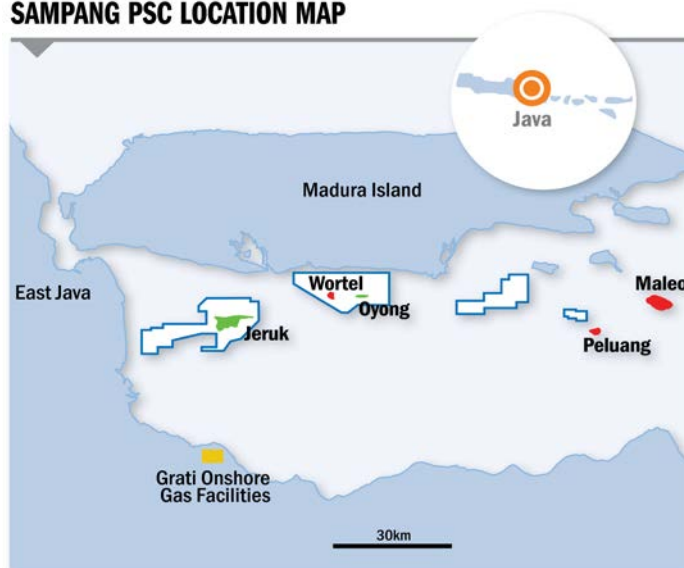 SAMPANG PSC LOCATION MAP
Java
Madura Island
East Java
Wortel
Oyong
Maleo
Jeruk
Peluang
Grati Onshore
Gas Facilities
30km